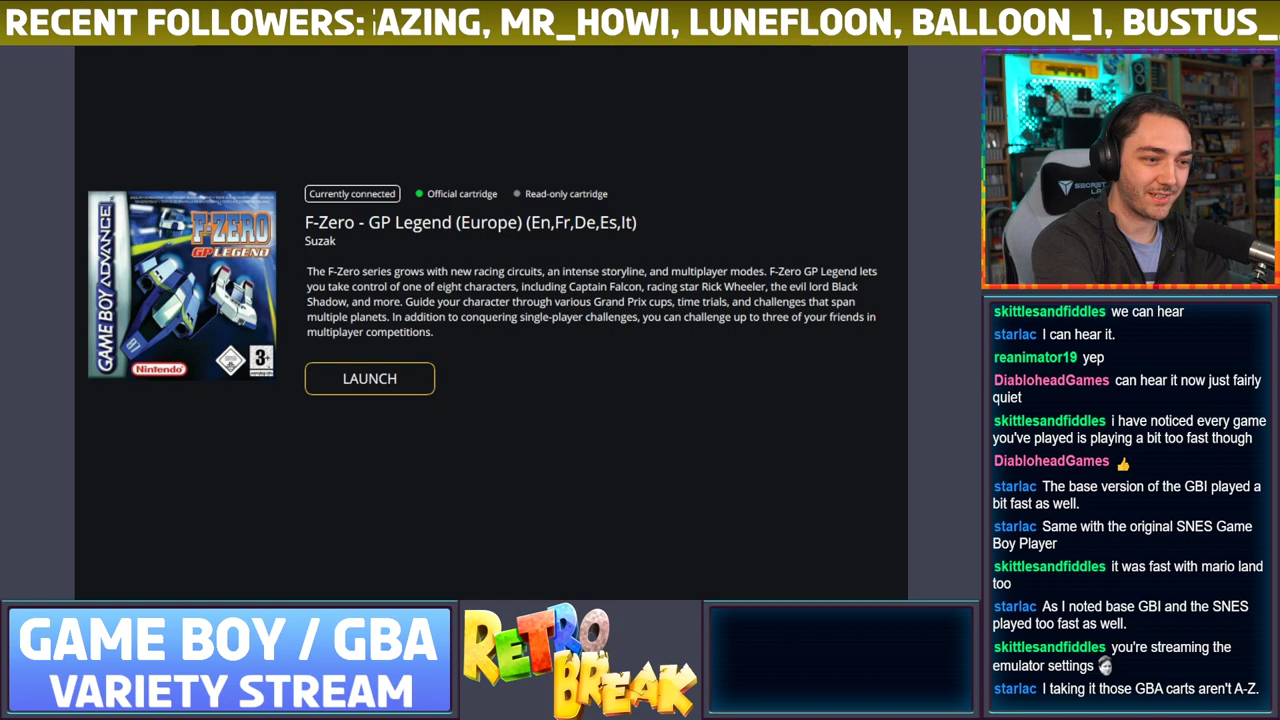 RECENT FOLLOWERS: AZING, MR_HOWI, LUNEFLOON, BALLOON_1, BUSTUS_
GAME BOY ADVANCE
F-ZERO
GP LEGEND
Nintendo
3+
Currently connected
Official cartridge
Read-only cartridge
F-Zero - GP Legend (Europe) (En,Fr,De,Es,It)
Suzak
The F-Zero series grows with new racing circuits, an intense storyline, and multiplayer modes. F-Zero GP Legend lets
you take control of one of eight characters, including Captain Falcon, racing star Rick Wheeler, the evil lord Black
Shadow, and more. Guide your character through various Grand Prix cups, time trials, and challenges that span
multiple planets. In addition to conquering single-player challenges, you can challenge up to three of your friends in
multiplayer competitions.
LAUNCH
skittlesandfiddles we can hear
starlac I can hear it.
reanimator19 yep
DiabloheadGames can hear it now just fairly
quiet
skittlesandfiddles i have noticed every game
you've played is playing a bit too fast though
DiabloheadGames 👍
starlac The base version of the GBI played a
bit fast as well.
starlac Same with the original SNES Game
Boy Player
skittlesandfiddles it was fast with mario land
too
starlac As I noted base GBI and the SNES
played too fast as well.
skittlesandfiddles you're streaming the
emulator settings
starlac I taking it those GBA carts aren't A-Z.
GAME BOY / GBA
VARIETY STREAM
RETRO
BREAK